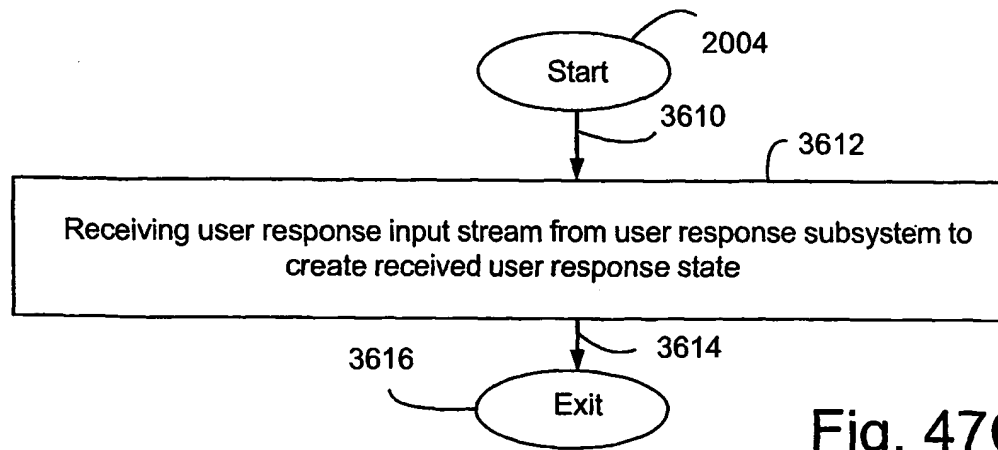 2004
Start
3610
3612
Receiving user response input stream from user response subsystem to
create received user response state
3614
3616
Exit
Fig.